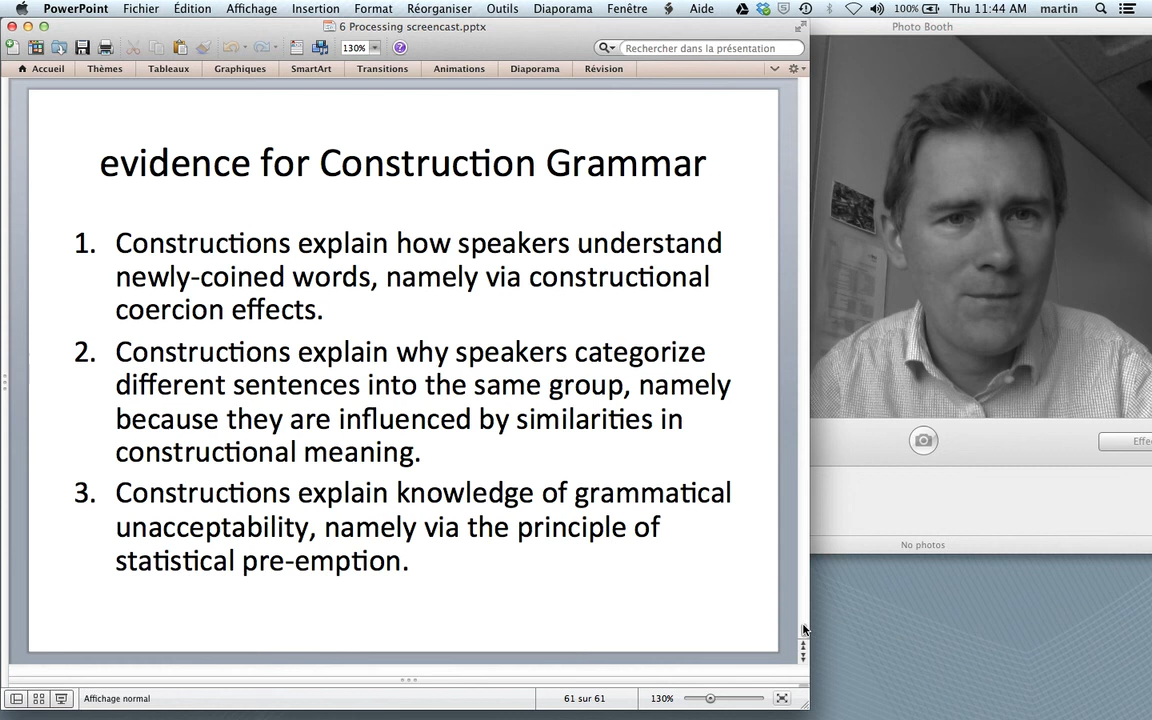 PowerPoint Fichier Édition Affichage Insertion Format Réorganiser Outils Diaporama Fenêtre Aide 100% Thu 11:44 AM martin
6 Processing screencast.pptx
Photo Booth
130% Rechercher dans la présentation
Accueil Thèmes Tableaux Graphiques SmartArt Transitions Animations Diaporama Révision
evidence for Construction Grammar
1. Constructions explain how speakers understand
newly-coined words, namely via constructional
coercion effects.
2. Constructions explain why speakers categorize
different sentences into the same group, namely
because they are influenced by similarities in
constructional meaning.
3. Constructions explain knowledge of grammatical
unacceptability, namely via the principle of
statistical pre-emption.
Effe
No photos
Affichage normal 61 sur 61 130%